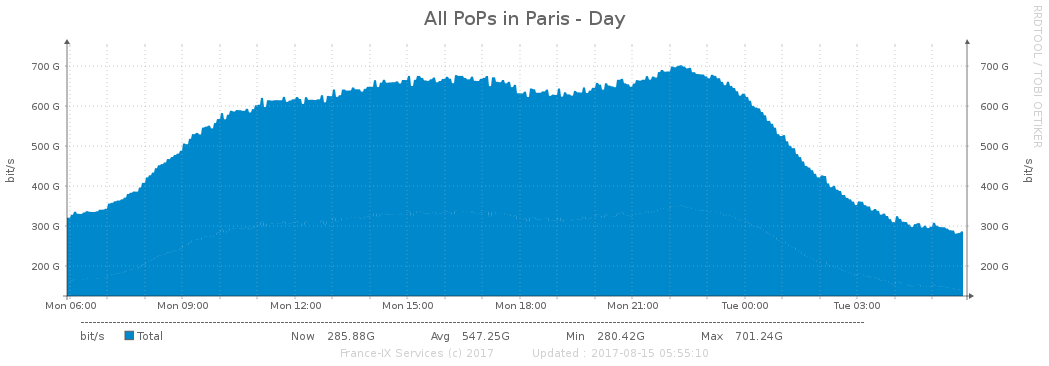 All PoPs in Paris - Day
RRDTOOL / TOBI OETIKER
bit/s
bit/s
700 G 700 G
600 G 600 G
500 G 500 G
400 G 400 G
300 G 300 G
200 G 200 G
Mon 06:00 Mon 09:00 Mon 12:00 Mon 15:00 Mon 18:00 Mon 21:00 Tue 00:00 Tue 03:00
bit/s Total Now 285.88G Avg 547.25G Min 280.42G Max 701.24G
France-IX Services (c) 2017 Updated : 2017-08-15 05:55:10